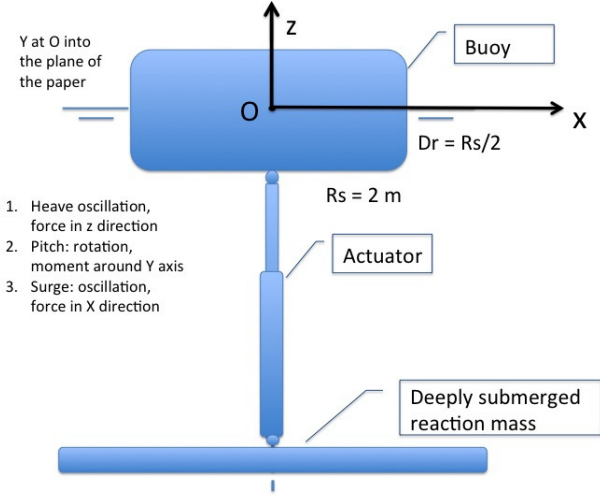 Y at O into
the plane of
the paper
Z
Buoy
O
X
Dr = Rs/2
Rs = 2 m
1. Heave oscillation,
force in z direction
2. Pitch: rotation,
moment around Y axis
3. Surge: oscillation,
force in X direction
Actuator
Deeply submerged
reaction mass